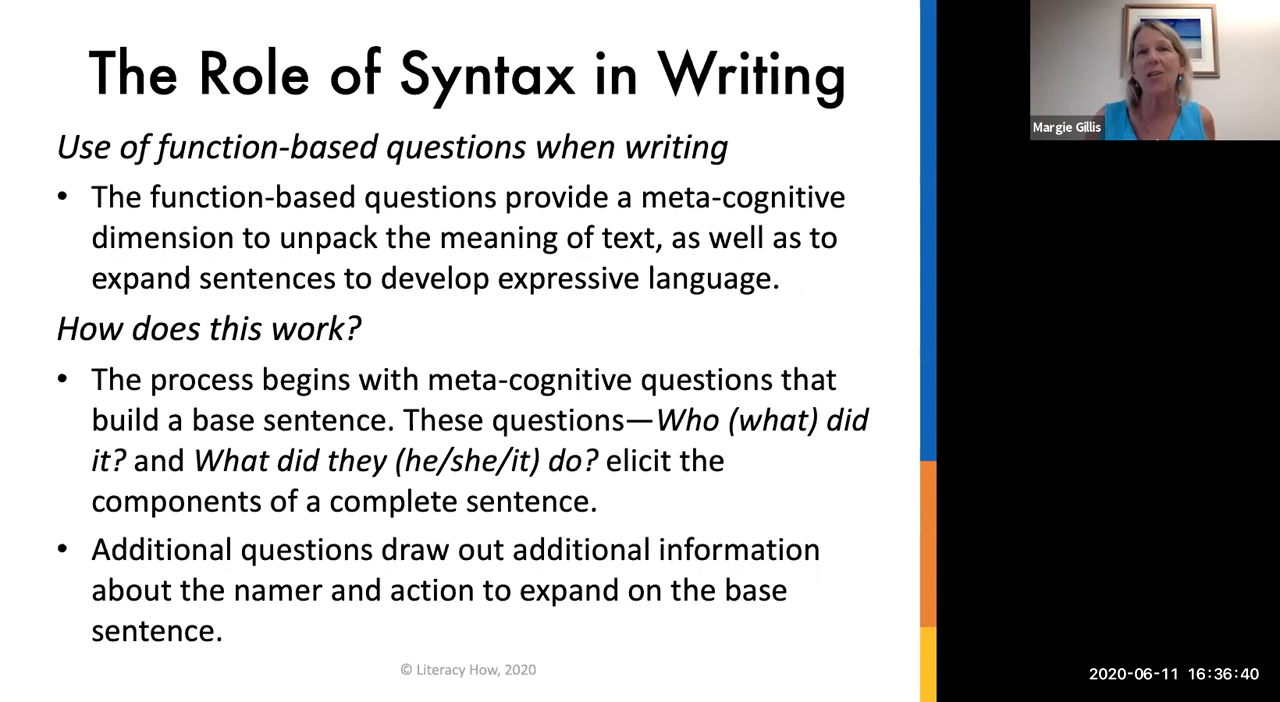 The Role of Syntax in Writing
Use of function-based questions when writing
• The function-based questions provide a meta-cognitive
dimension to unpack the meaning of text, as well as to
expand sentences to develop expressive language.
How does this work?
• The process begins with meta-cognitive questions that
build a base sentence. These questions—Who (what) did
it? and What did they (he/she/it) do? elicit the
components of a complete sentence.
• Additional questions draw out additional information
about the namer and action to expand on the base
sentence.
© Literacy How, 2020
Margie Gillis
2020-06-11 16:36:40